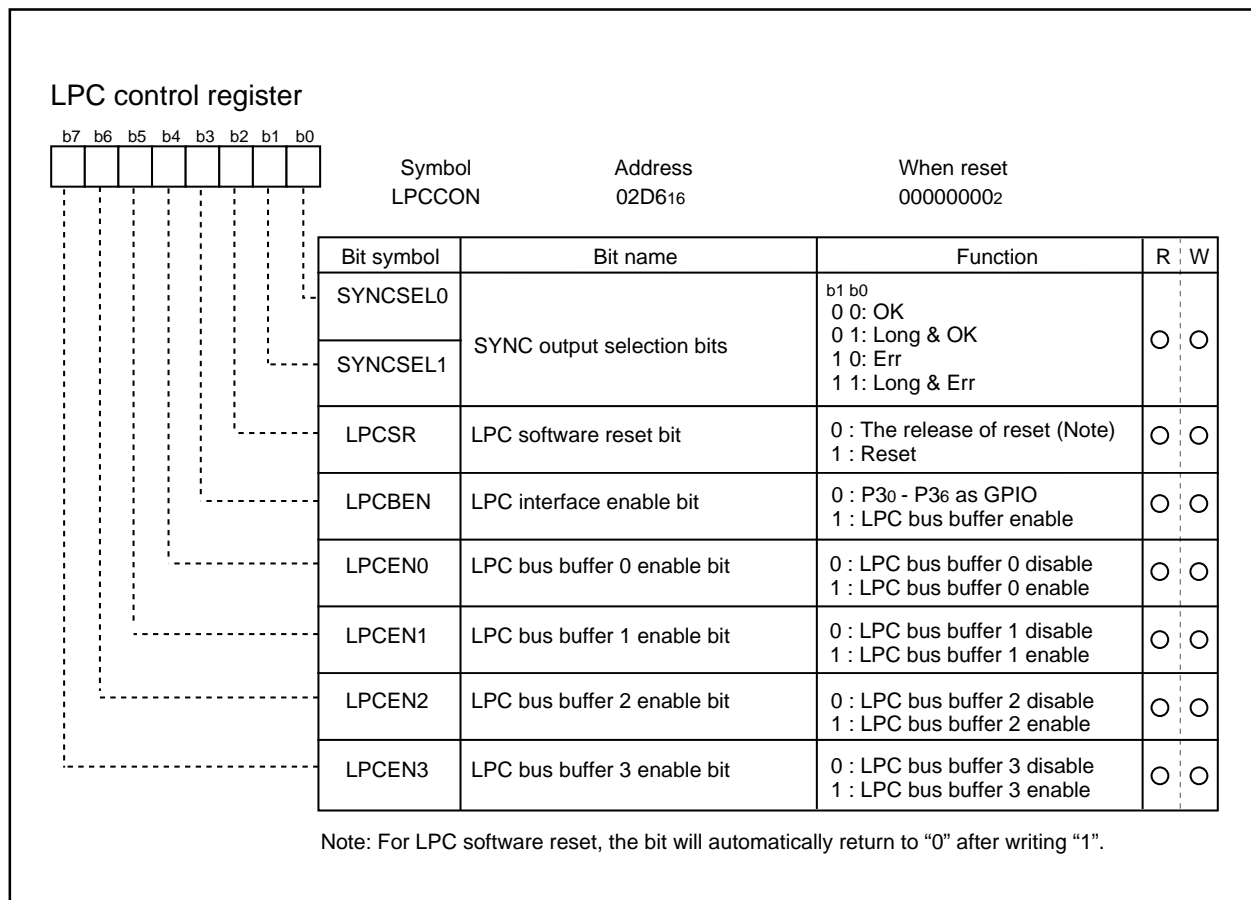 LPC control register
b7 b6 b5 b4 b3 b2 b1 b0
Symbol Address When reset
LPCCON 02D616 000000002
Bit symbol Bit name Function R W
SYNCSEL0
SYNCSEL1
SYNC output selection bits
b1 b0
0 0: OK
0 1: Long & OK
1 0: Err
1 1: Long & Err
LPCSR LPC software reset bit 0 : The release of reset (Note)
1 : Reset
LPCBEN LPC interface enable bit 0 : P30 - P36 as GPIO
1 : LPC bus buffer enable
LPCEN0 LPC bus buffer 0 enable bit 0 : LPC bus buffer 0 disable
1 : LPC bus buffer 0 enable
LPCEN1 LPC bus buffer 1 enable bit 0 : LPC bus buffer 1 disable
1 : LPC bus buffer 1 enable
LPCEN2 LPC bus buffer 2 enable bit 0 : LPC bus buffer 2 disable
1 : LPC bus buffer 2 enable
LPCEN3 LPC bus buffer 3 enable bit 0 : LPC bus buffer 3 disable
1 : LPC bus buffer 3 enable
Note: For LPC software reset, the bit will automatically return to “0” after writing “1”.